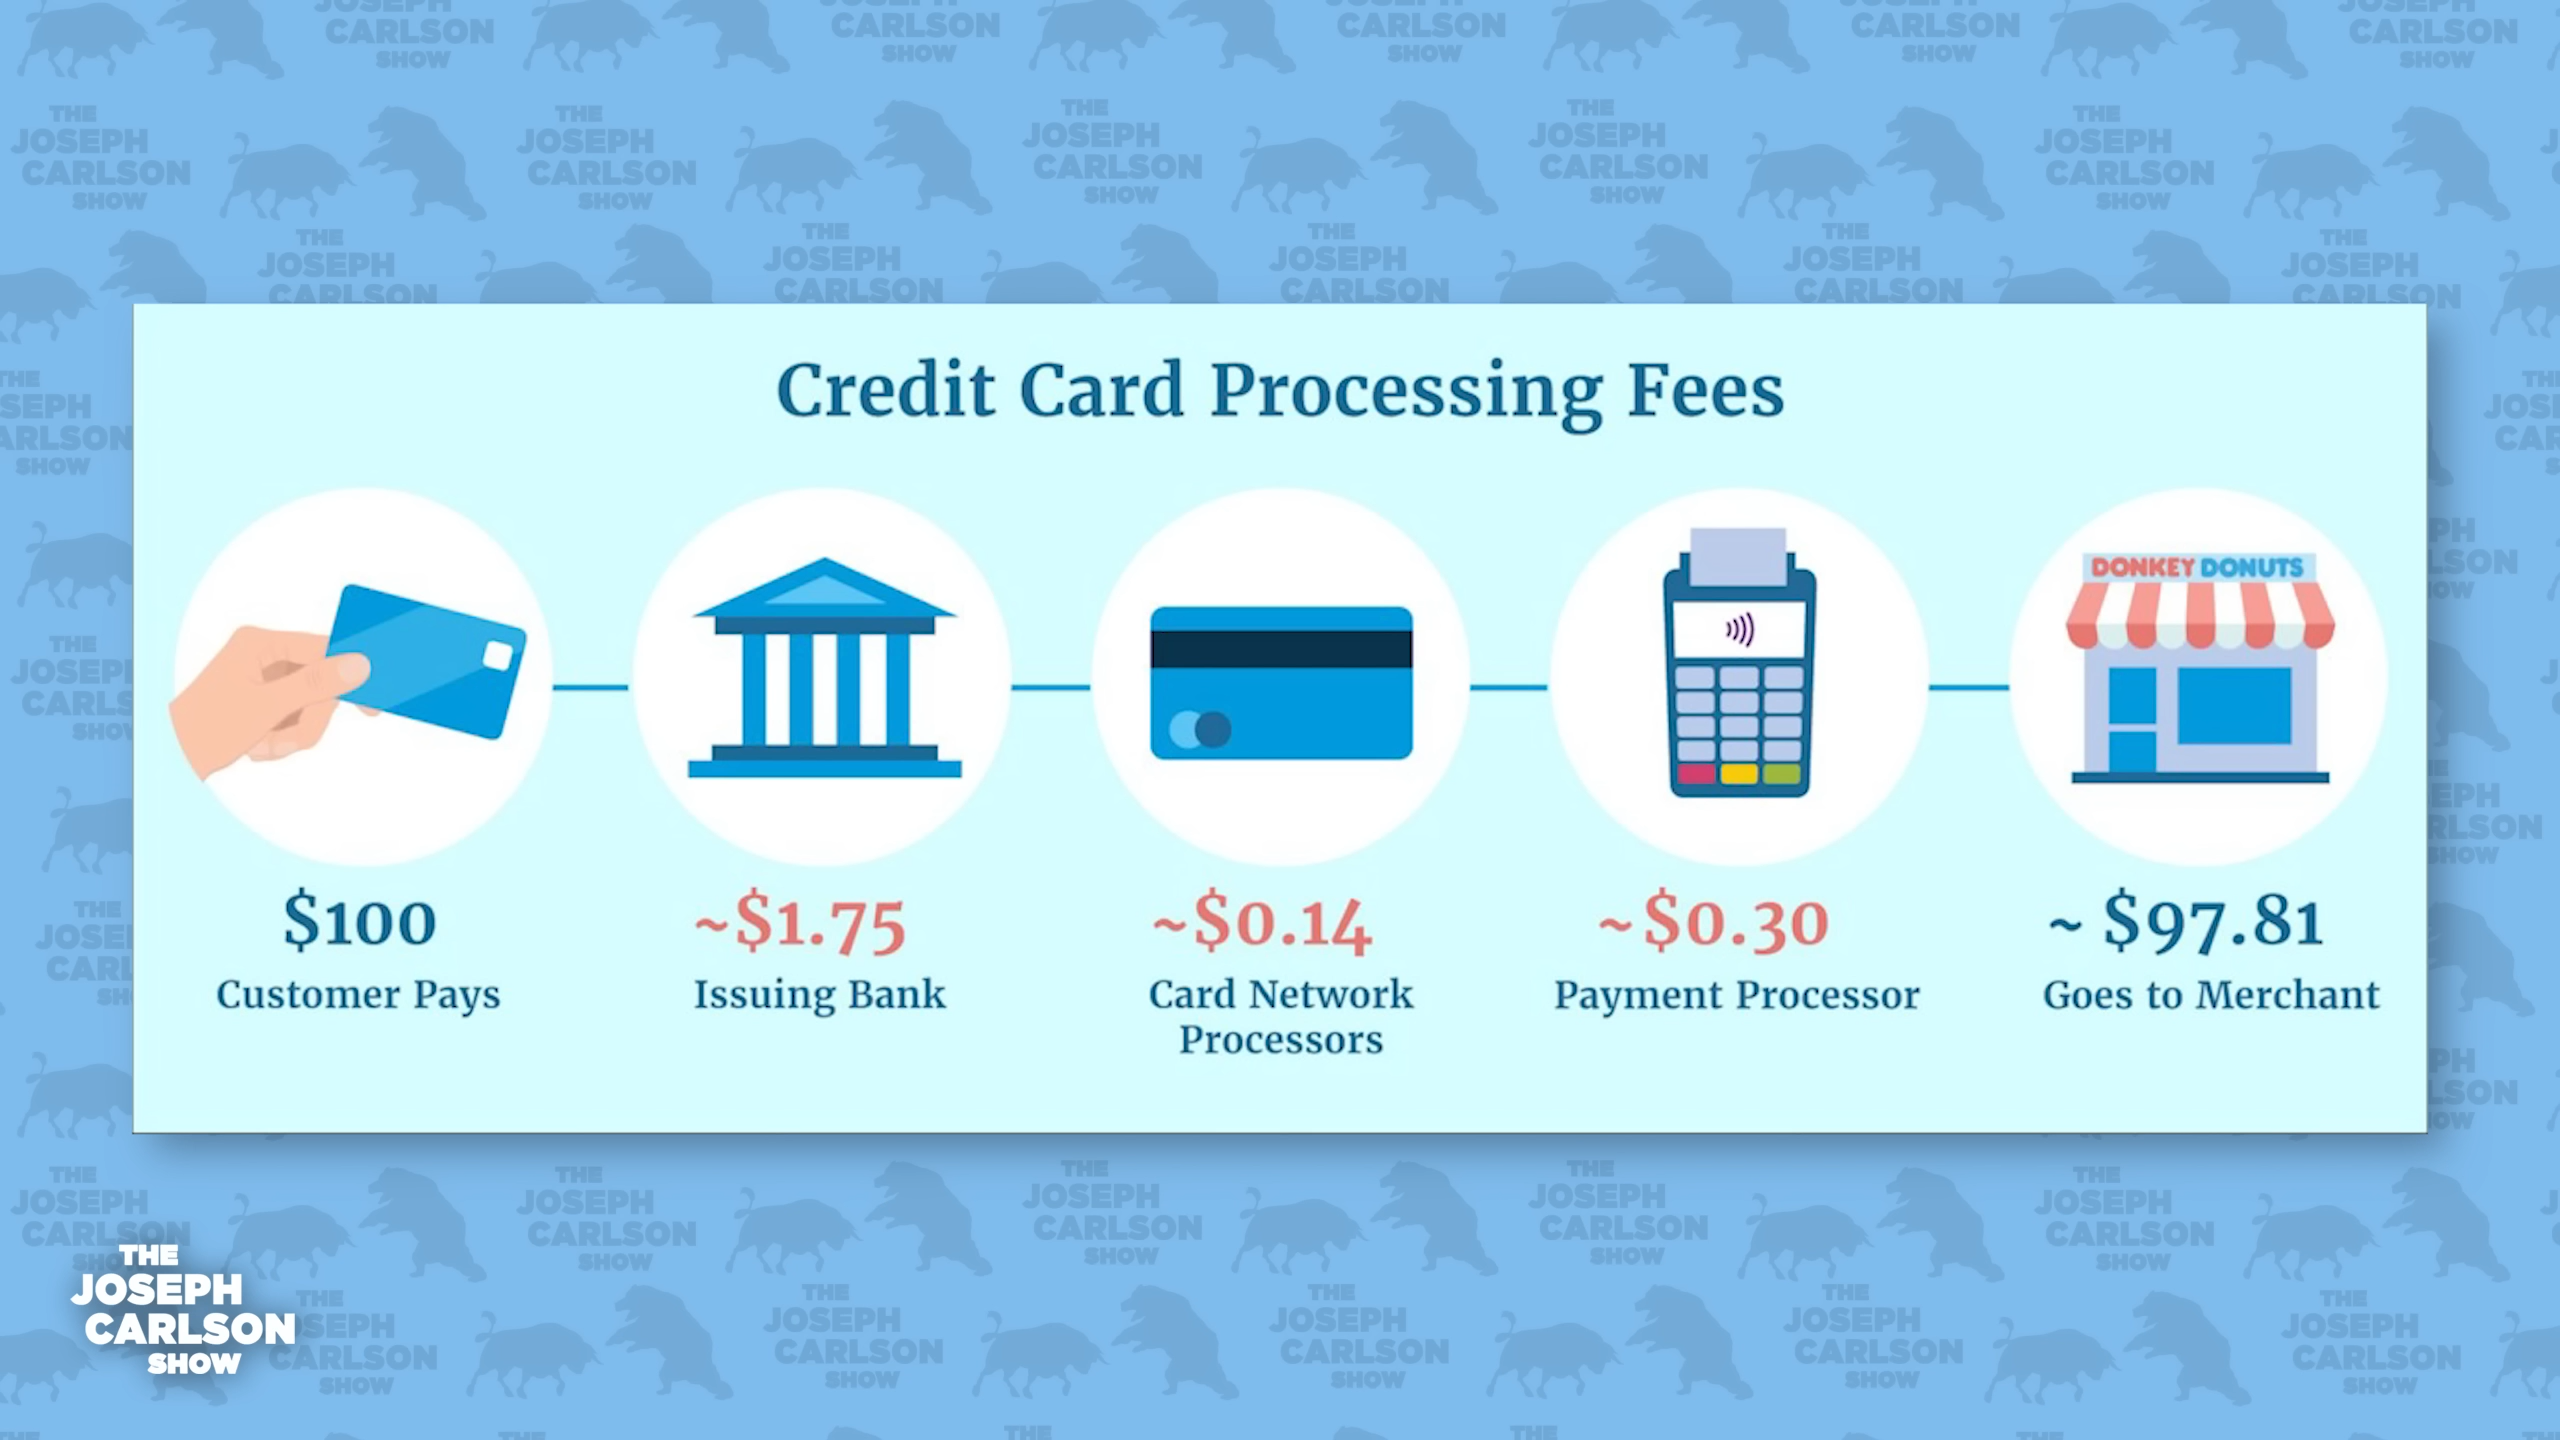 Credit Card Processing Fees
DONKEY DONUTS
$100
Customer Pays
~$1.75
Issuing Bank
~$0.14
Card Network
Processors
~$0.30
Payment Processor
~ $97.81
Goes to Merchant
THE
JOSEPH
CARLSON
SHOW